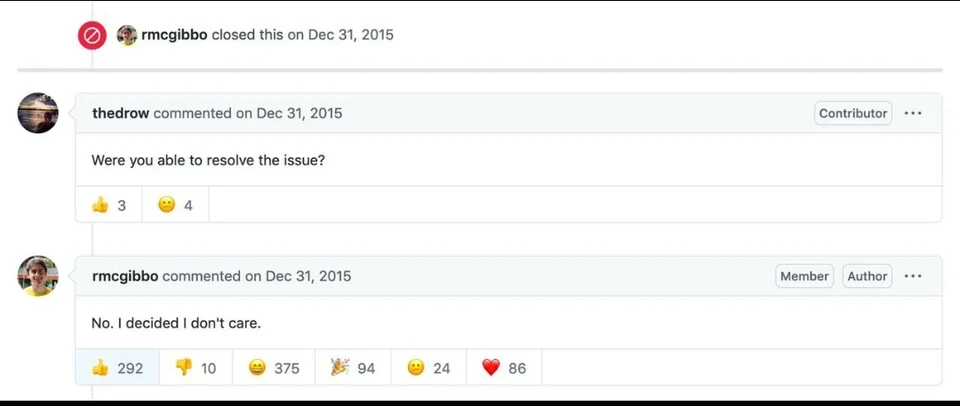 rmcgibbo closed this on Dec 31, 2015
thedrow commented on Dec 31, 2015 Contributor ...
Were you able to resolve the issue?
👍 3 😕 4
rmcgibbo commented on Dec 31, 2015 Member Author ...
No. I decided I don't care.
👍 292 👎 10 😄 375 🎉 94 😕 24 ❤️ 86